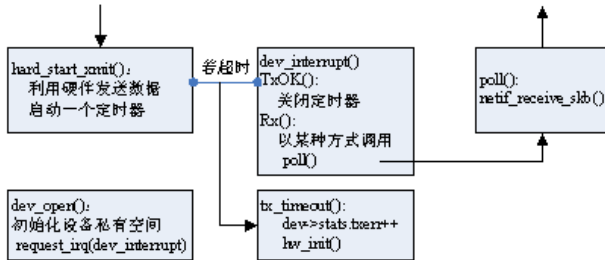 hard_start_xmit():
利用硬件发送数据
启动一个定时器
若超时
dev_interrupt()
TxOK():
关闭定时器
Rx():
以某种方式调用
poll()
poll():
netif_receive_skb()
dev_open():
初始化设备私有空间
request_irq(dev_interrupt)
tx_timeout():
dev->stats.txerr++
hw_init()